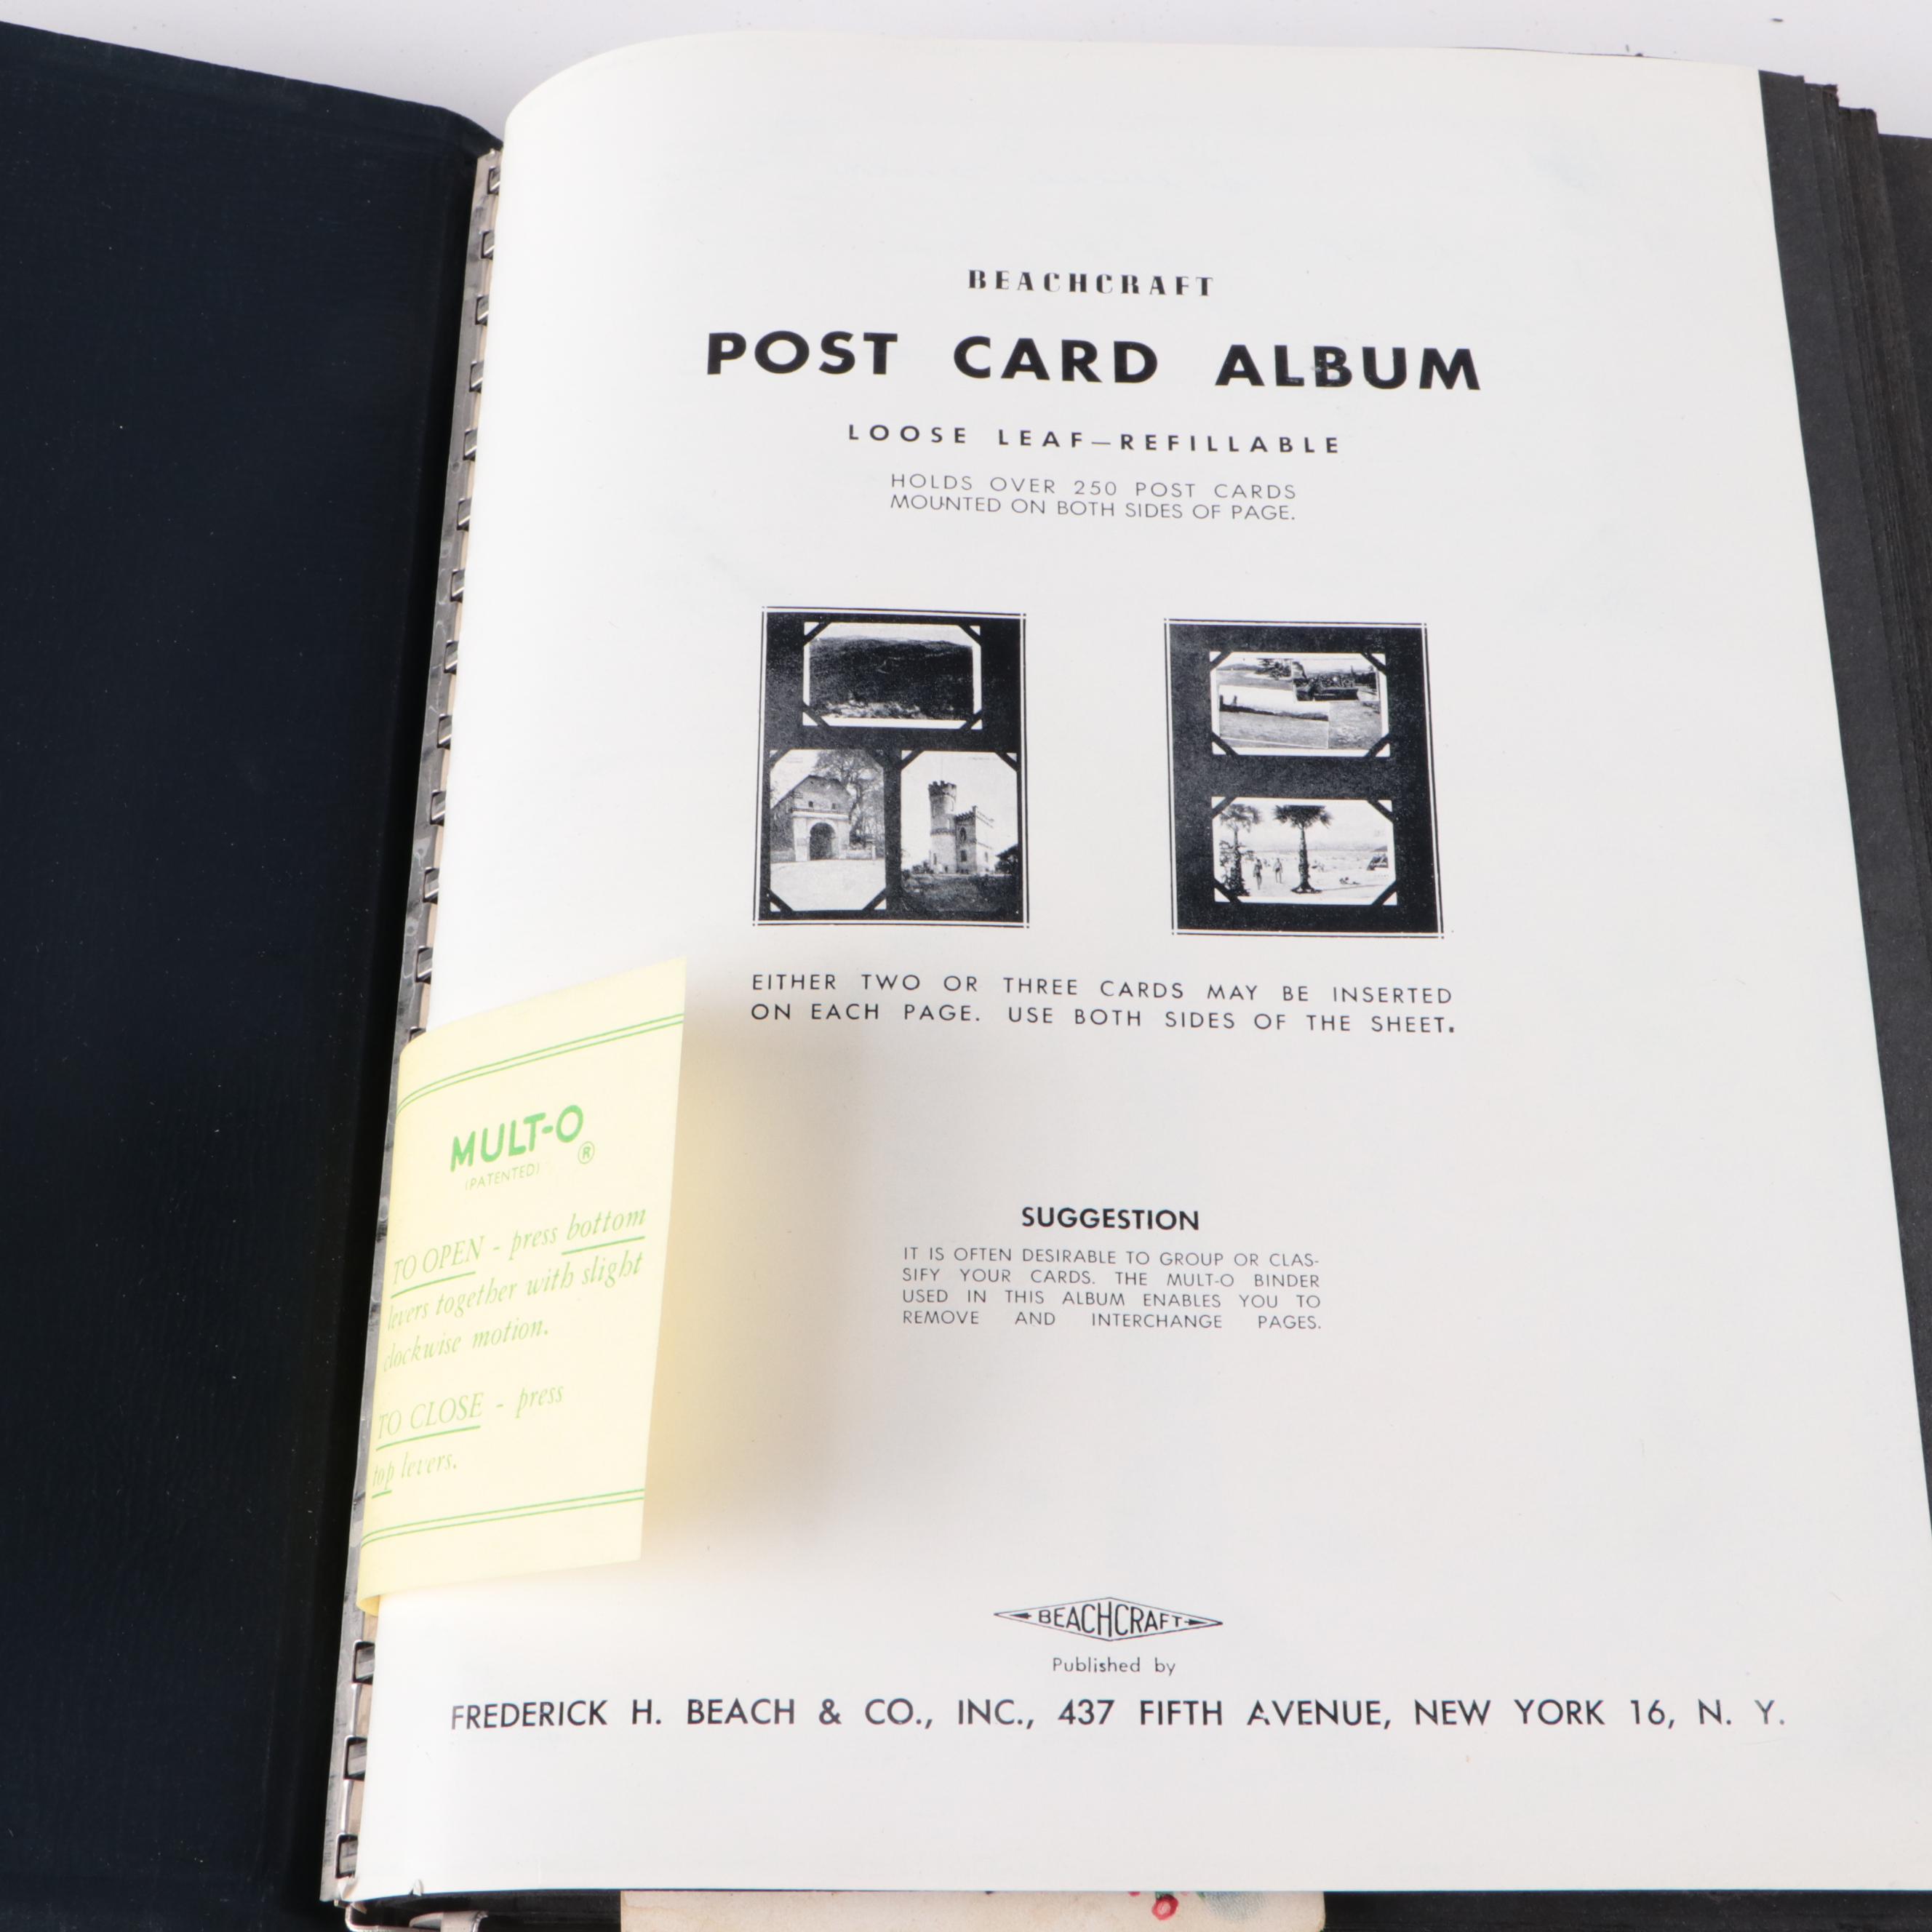 BEACHCRAFT
POST CARD ALBUM
LOOSE LEAF—REFILLABLE
HOLDS OVER 250 POST CARDS
MOUNTED ON BOTH SIDES OF PAGE.
EITHER TWO OR THREE CARDS MAY BE INSERTED
ON EACH PAGE. USE BOTH SIDES OF THE SHEET.
MULT-O ®
(PATENTED)
TO OPEN - press bottom
levers together with slight
clockwise motion.
TO CLOSE - press
top levers.
SUGGESTION
IT IS OFTEN DESIRABLE TO GROUP OR CLAS-
SIFY YOUR CARDS. THE MULT-O BINDER
USED IN THIS ALBUM ENABLES YOU TO
REMOVE AND INTERCHANGE PAGES.
BEACHCRAFT
Published by
FREDERICK H. BEACH & CO., INC., 437 FIFTH AVENUE, NEW YORK 16, N. Y.